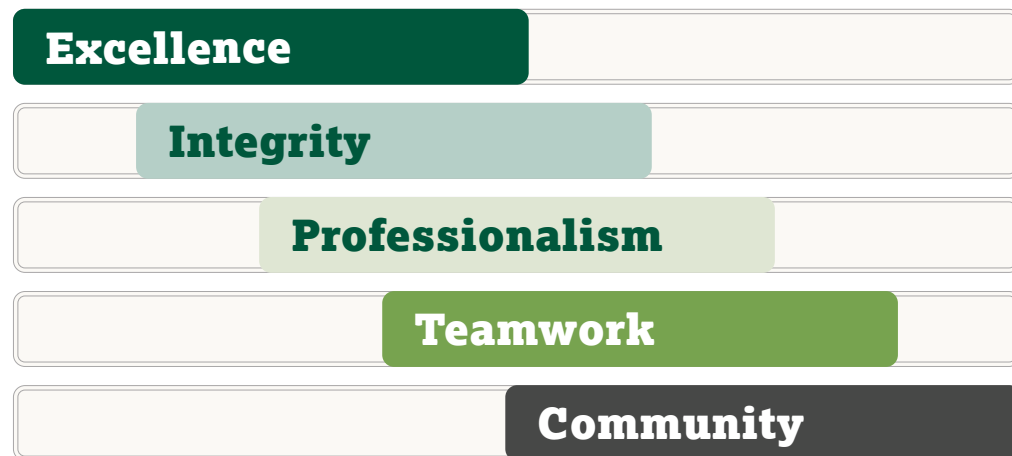 Excellence
Integrity
Professionalism
Teamwork
Community